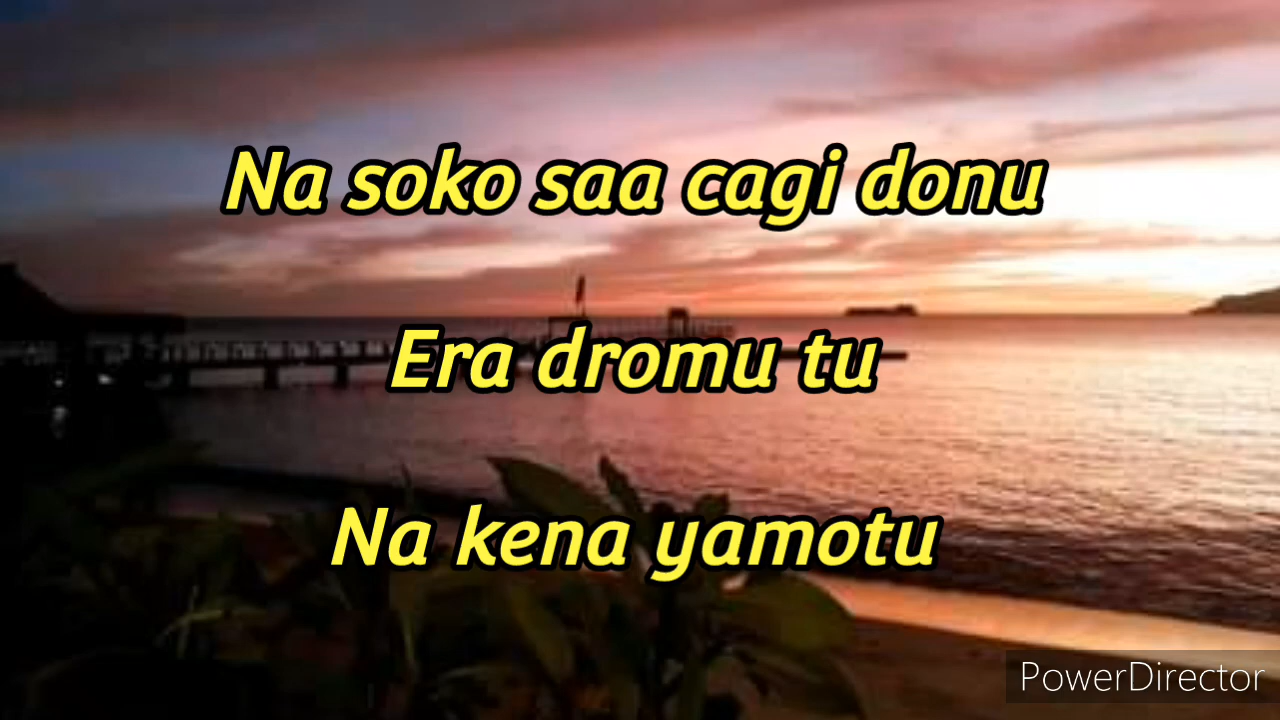 Na soko saa cagi donu
Era dromu tu
Na kena yamotu
PowerDirector